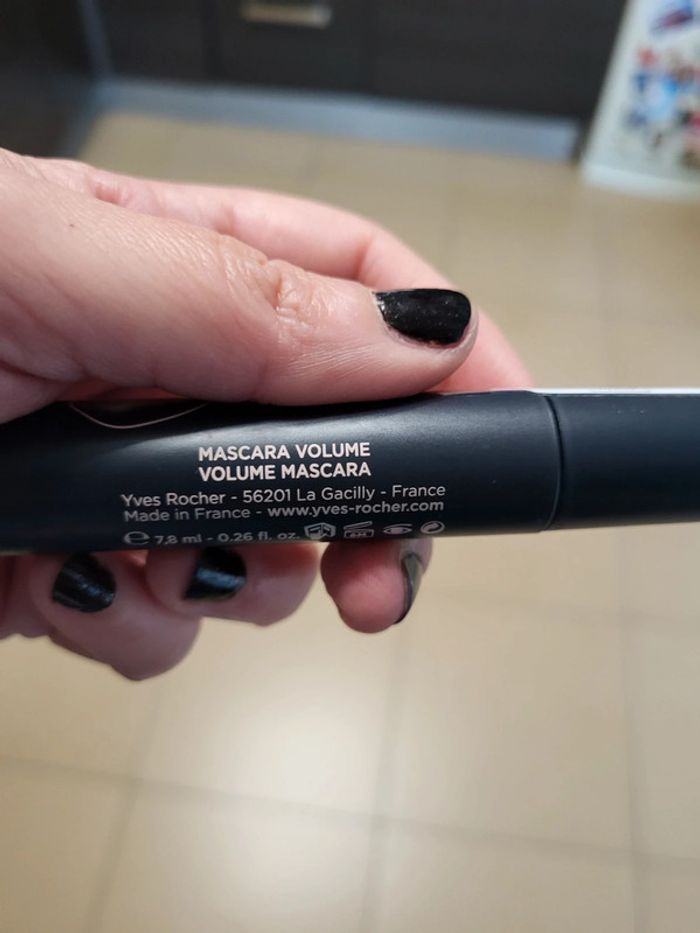 MASCARA VOLUME
VOLUME MASCARA
Yves Rocher - 56201 La Gacilly - France
Made in France - www.yves-rocher.com
℮ 7,8 ml - 0.26 fl. oz. 6M